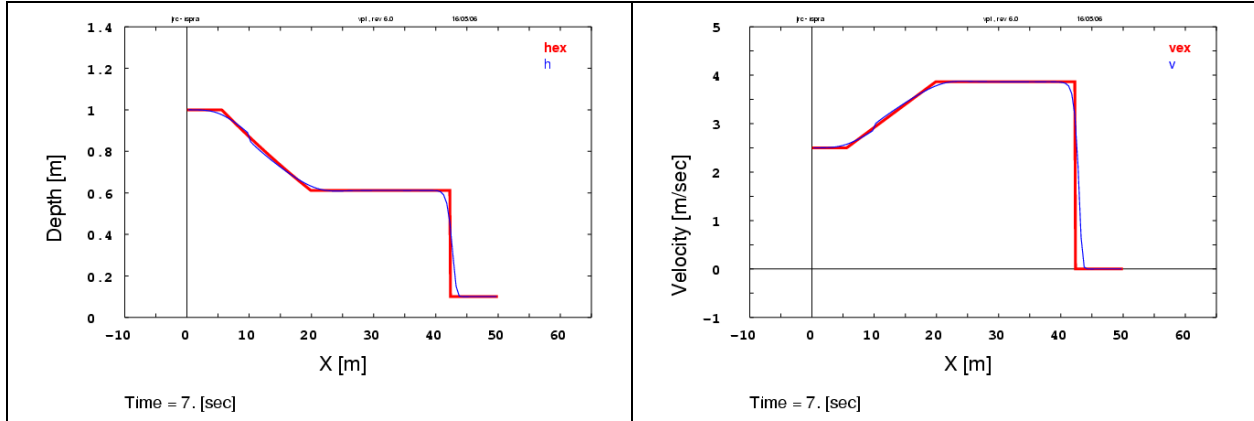 jrc - ispra vpl, rev 6.0 16/05/06
hex
h
1.4
1.2
1
0.8
0.6
0.4
0.2
0
Depth [m]
-10 0 10 20 30 40 50 60
X [m]
Time = 7. [sec]
jrc - ispra vpl, rev 6.0 16/05/06
vex
v
5
4
3
2
1
0
-1
Velocity [m/sec]
-10 0 10 20 30 40 50 60
X [m]
Time = 7. [sec]